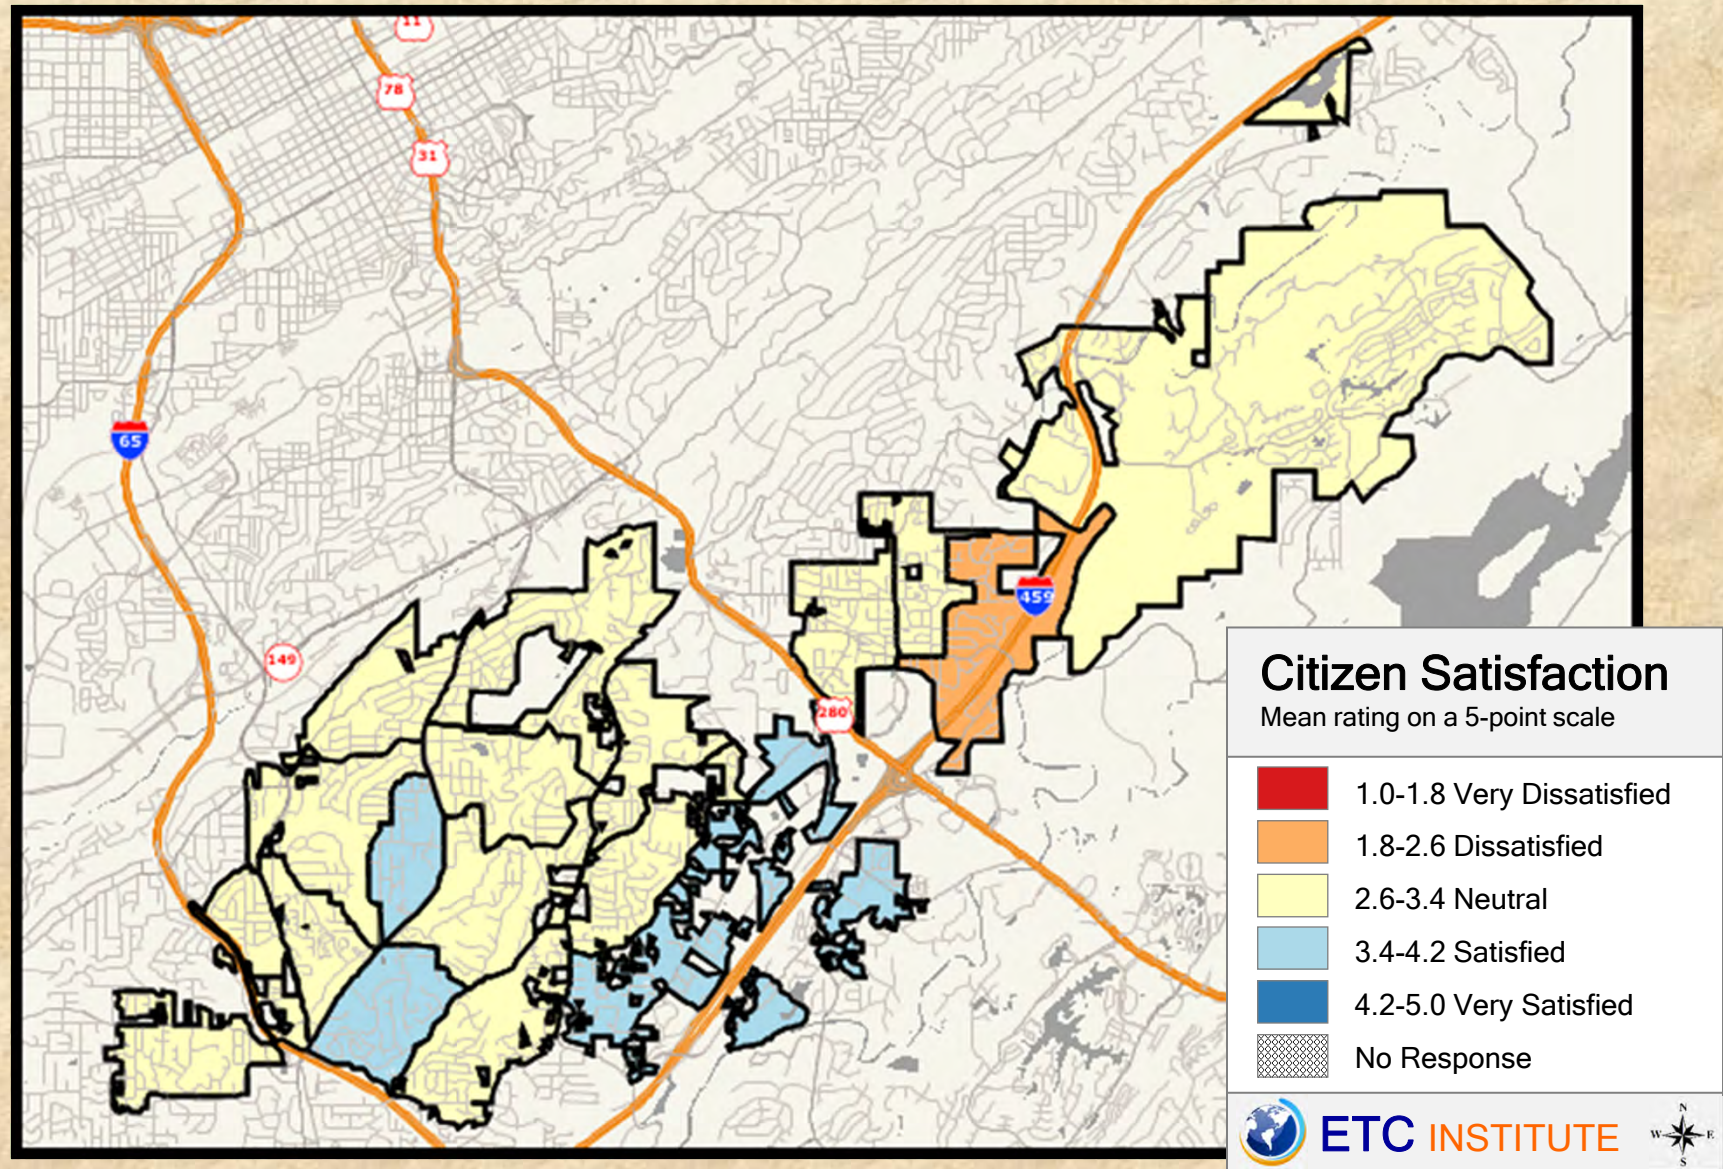 11
78
31
65
149
280
459
Citizen Satisfaction
Mean rating on a 5-point scale
1.0-1.8 Very Dissatisfied
1.8-2.6 Dissatisfied
2.6-3.4 Neutral
3.4-4.2 Satisfied
4.2-5.0 Very Satisfied
No Response
ETC INSTITUTE
N
W E
S